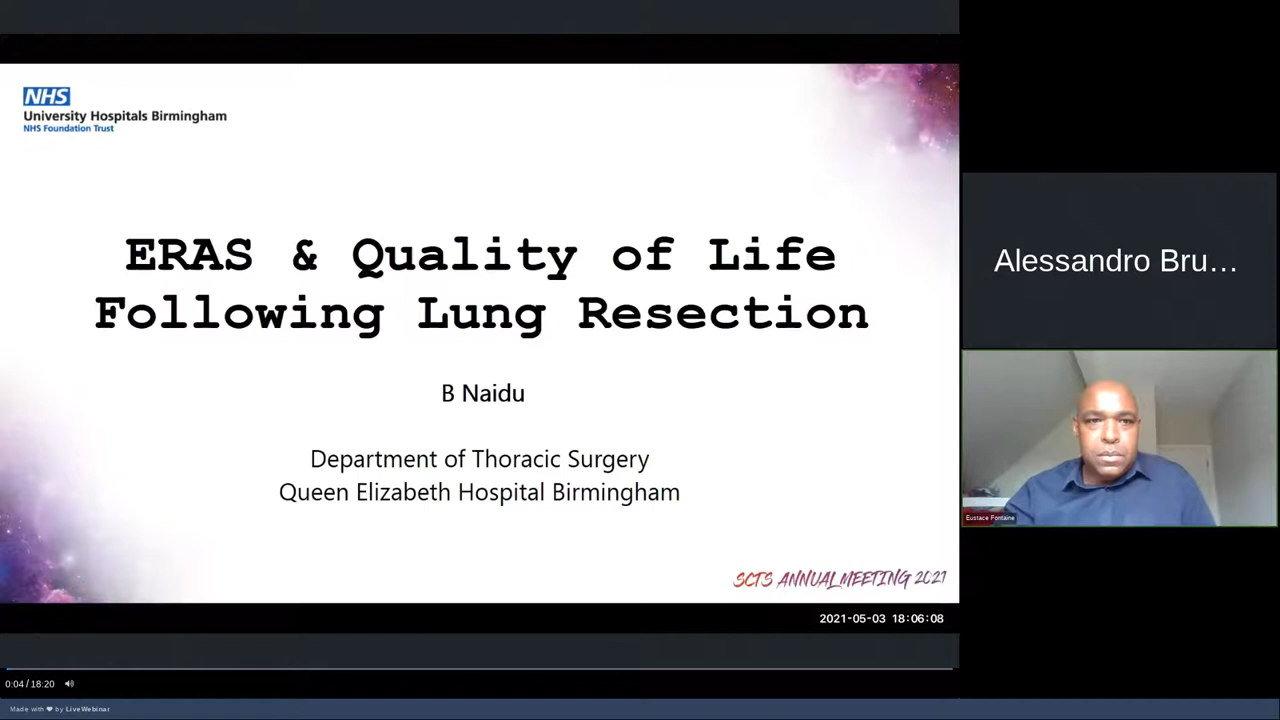 NHS
University Hospitals Birmingham
NHS Foundation Trust
ERAS & Quality of Life
Following Lung Resection
B Naidu
Department of Thoracic Surgery
Queen Elizabeth Hospital Birmingham
SCTS ANNUAL MEETING 2021
2021-05-03 18:06:08
Alessandro Bru...
Eustace Fontaine
0:04 / 18:20
Made with ❤ by LiveWebinar